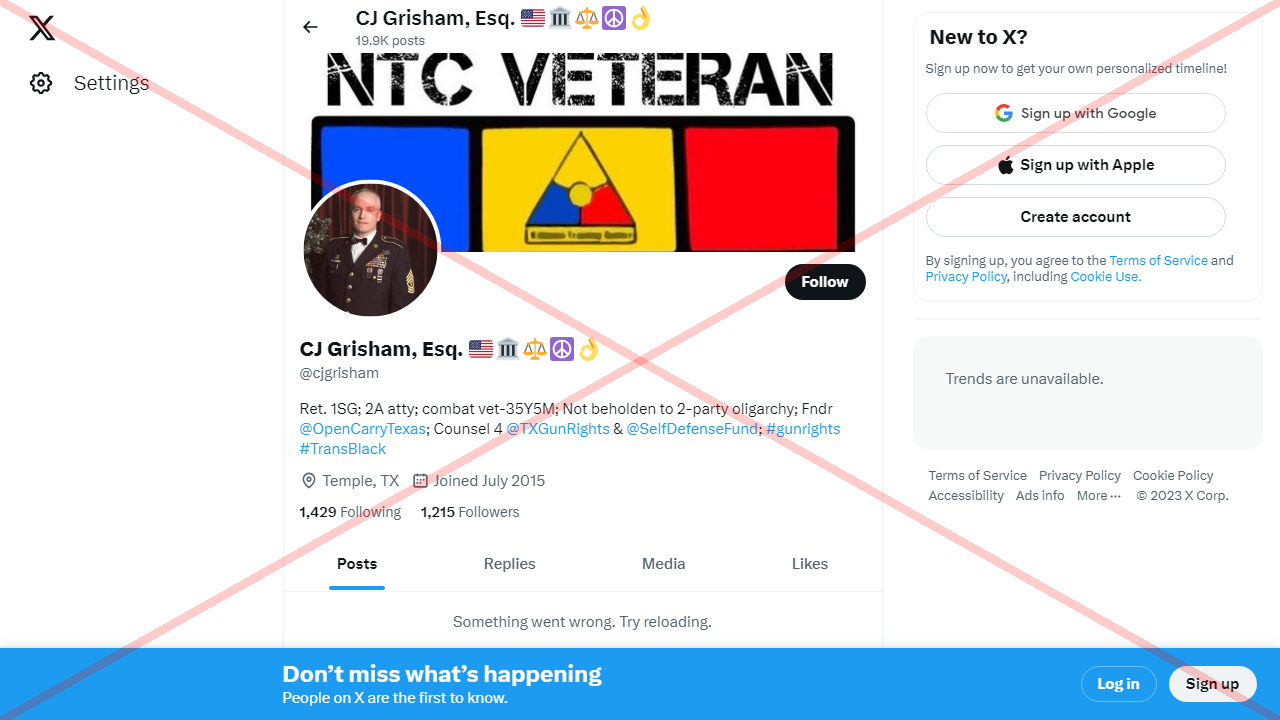 Settings
CJ Grisham, Esq. 🇺🇸🏛️⚖️☮️👌
19.9K posts
NTC VETERAN
Follow
CJ Grisham, Esq. 🇺🇸🏛️⚖️☮️👌
@cjgrisham
Ret. 1SG; 2A atty; combat vet-35Y5M; Not beholden to 2-party oligarchy; Fndr
@OpenCarryTexas; Counsel 4 @TXGunRights & @SelfDefenseFund; #gunrights
#TransBlack
Temple, TX Joined July 2015
1,429 Following 1,215 Followers
Posts Replies Media Likes
Something went wrong. Try reloading.
New to X?
Sign up now to get your own personalized timeline!
Sign up with Google
Sign up with Apple
Create account
By signing up, you agree to the Terms of Service and
Privacy Policy, including Cookie Use.
Trends are unavailable.
Terms of Service Privacy Policy Cookie Policy
Accessibility Ads info More ··· © 2023 X Corp.
Don’t miss what’s happening
People on X are the first to know.
Log in Sign up